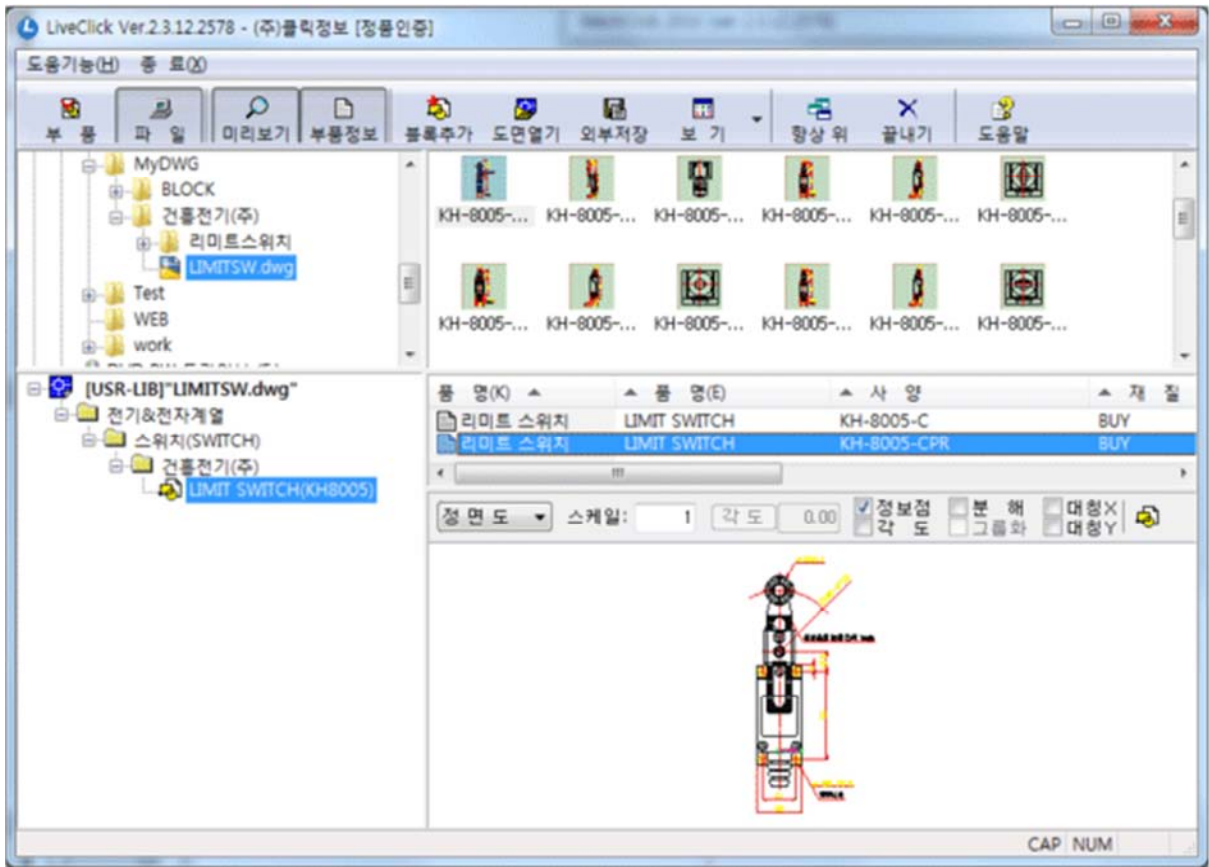 LiveClick Ver.2.3.12.2578 - (주)클릭정보 [정품인증]
도움기능(H) 종 료(X)
부 품 파 일 미리보기 부품정보 블록추가 도면열기 외부저장 보 기 항상 위 끝내기 도움말
MyDWG
BLOCK
건흥전기(주)
리미트스위치
LIMITSW.dwg
Test
WEB
work
KH-8005-... KH-8005-... KH-8005-... KH-8005-... KH-8005-... KH-8005-...
KH-8005-... KH-8005-... KH-8005-... KH-8005-... KH-8005-... KH-8005-...
[USR-LIB]"LIMITSW.dwg"
전기&전자계열
스위치(SWITCH)
건흥전기(주)
LIMIT SWITCH(KH8005)
품 명(K) 품 명(E) 사 양 재 질
리미트 스위치 LIMIT SWITCH KH-8005-C BUY
리미트 스위치 LIMIT SWITCH KH-8005-CPR BUY
정 면 도 스케일: 1 각 도 0.00 정보점 분 해 대칭X
각 도 그룹화 대칭Y
CAP NUM